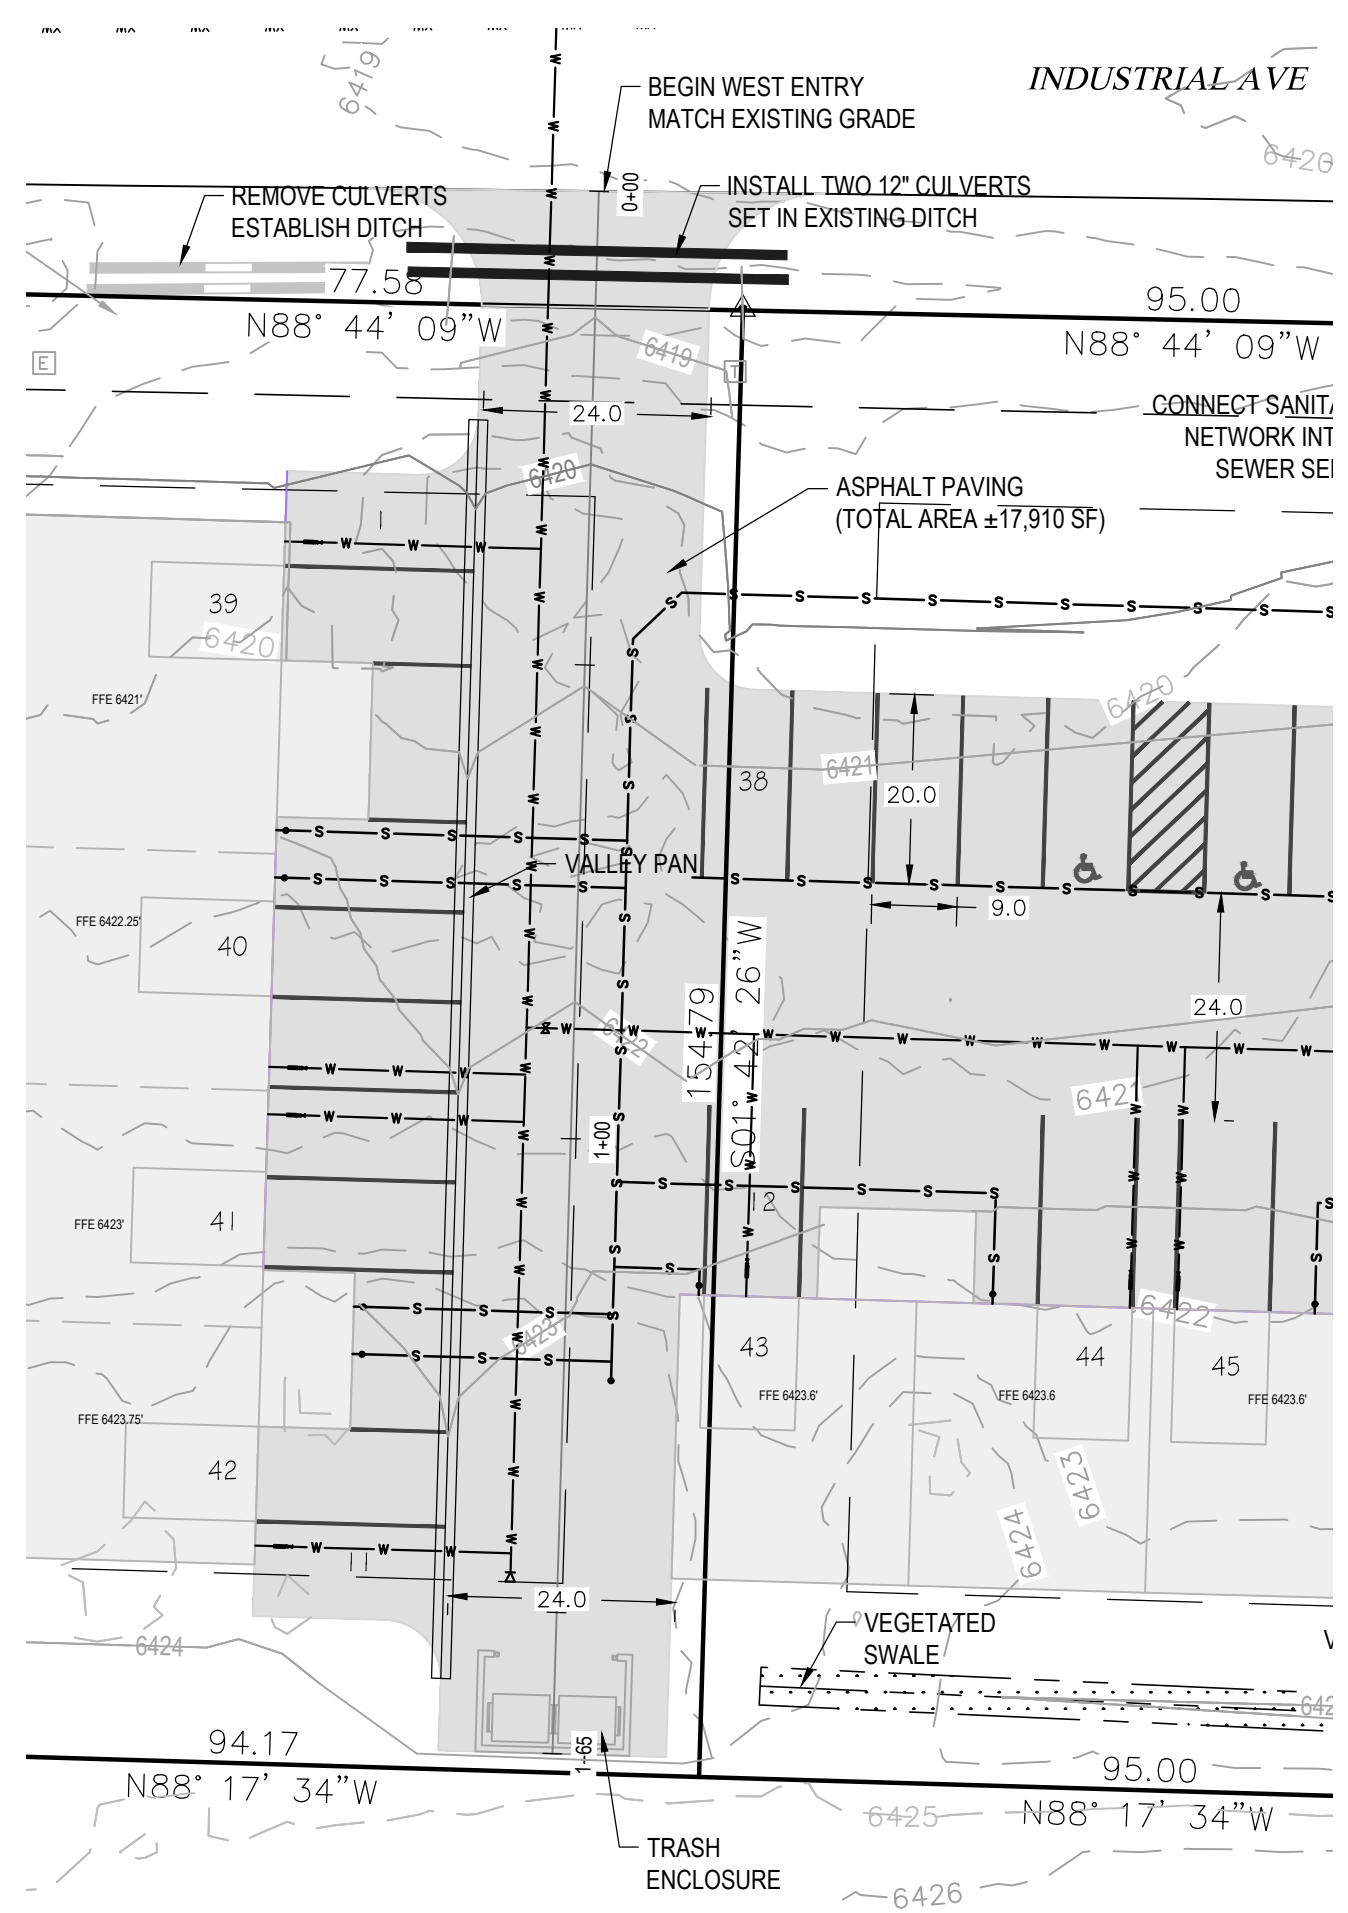 INDUSTRIAL AVE
6419
BEGIN WEST ENTRY
MATCH EXISTING GRADE
6420
0+00
REMOVE CULVERTS
ESTABLISH DITCH
INSTALL TWO 12" CULVERTS
SET IN EXISTING DITCH
77.58
N88° 44' 09"W
95.00
N88° 44' 09"W
E
T
6419
24.0
CONNECT
NETWORK
SEWER
6420
ASPHALT PAVING
(TOTAL AREA ±17,910 SF)
39
6420
FFE 6421'
6420
6421
38
20.0
VALLEY PAN
9.0
FFE 6422.25'
40
24.0
6422
154.79
S01° 42' 26"W
6421
1+00
12
FFE 6423'
41
6422
6423
43
FFE 6423.6'
44
FFE 6423.6
45
FFE 6423.6'
FFE 6423.75'
42
6423
6424
11
24.0
VEGETATED
SWALE
6424
94.17
N88° 17' 34"W
1+65
95.00
N88° 17' 34"W
6425
TRASH
ENCLOSURE
6426